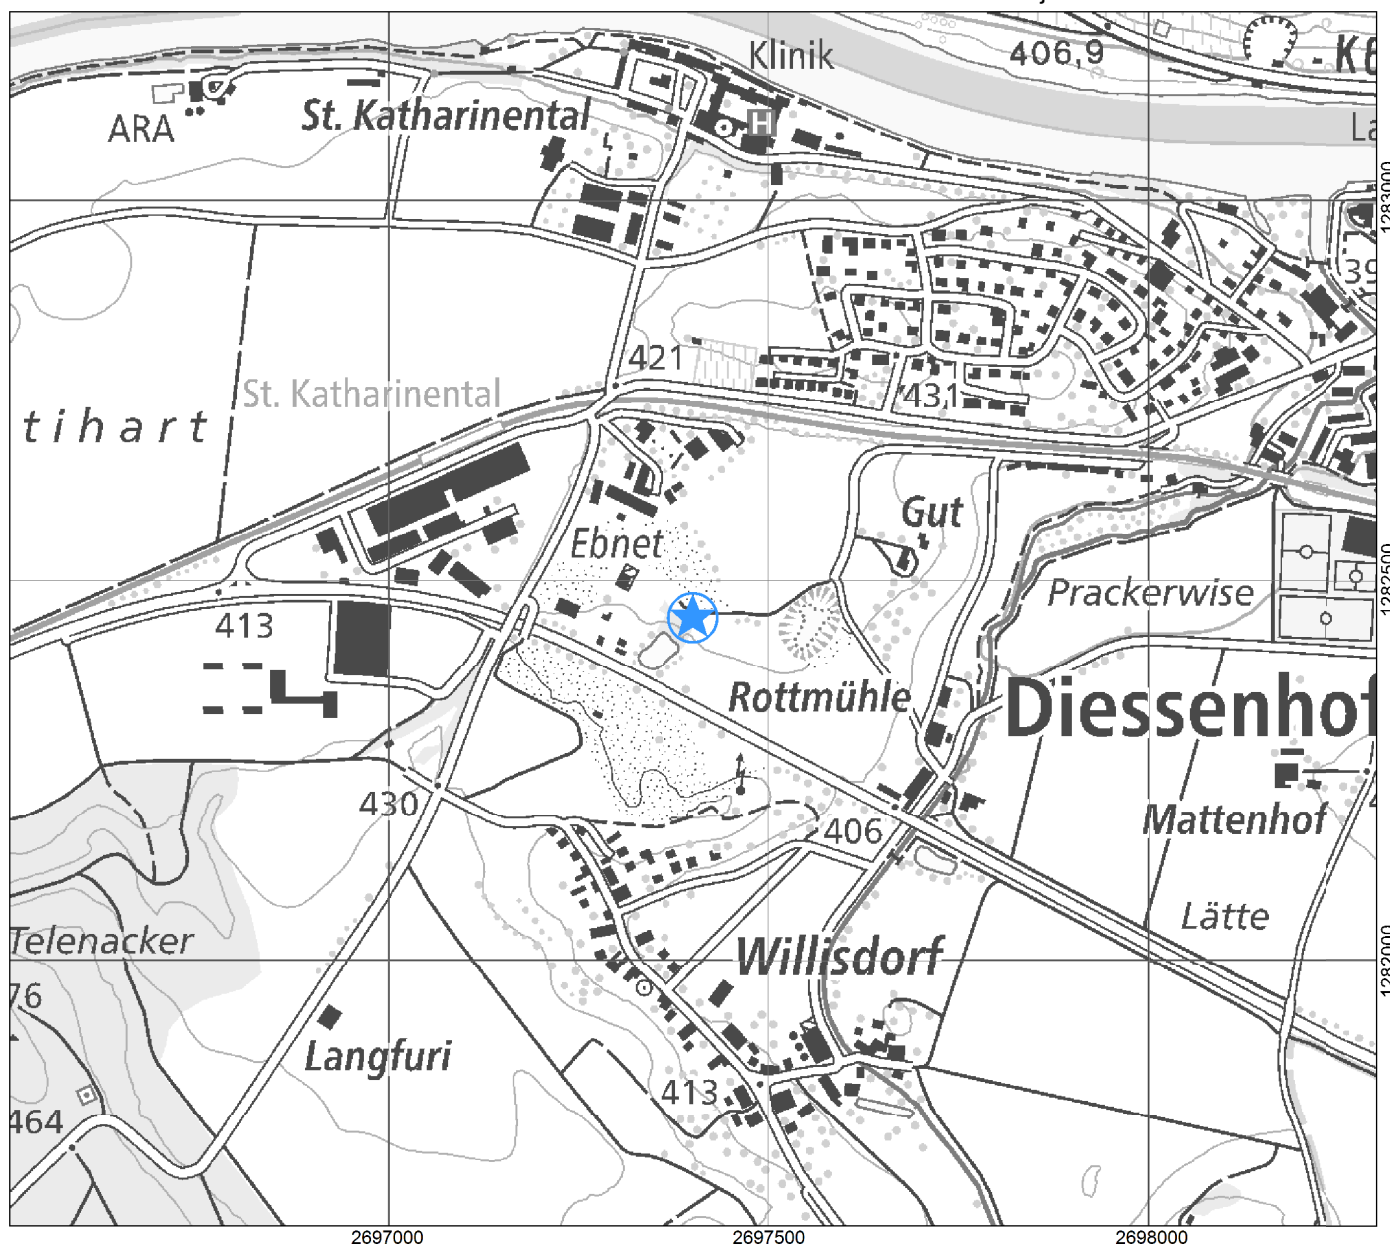 Klinik
406,9
ARA
St. Katharinental
H
1283000
421
St. Katharinental
431
tihart
Gut
Ebnet
1282500
Prackerwise
413
Rottmühle
Diessenhof
430
406
Mattenhof
Lätte
Telenacker
Willisdorf
1282000
76
Langfuri
413
464
2697000
2697500
2698000